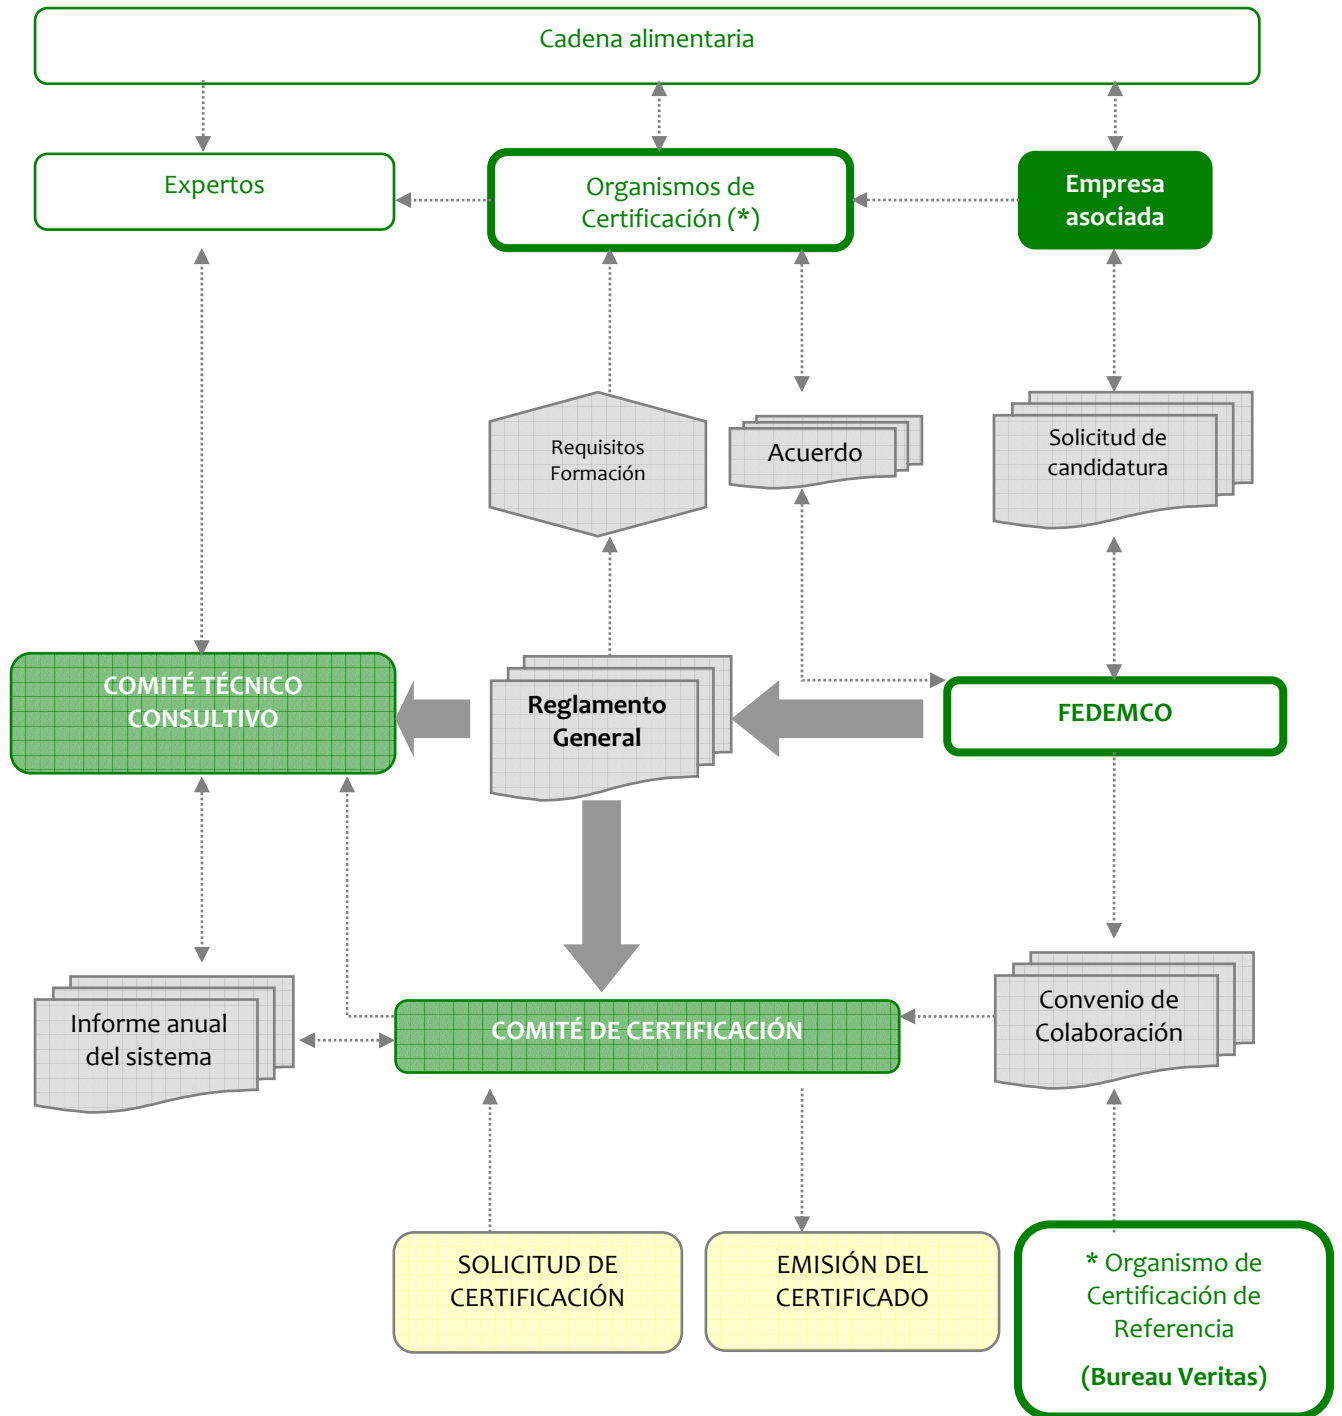 Cadena alimentaria
Expertos
Organismos de
Certificación (*)
Empresa
asociada
Requisitos
Formación
Acuerdo
Solicitud de
candidatura
COMITÉ TÉCNICO
CONSULTIVO
Reglamento
General
FEDEMCO
Informe anual
del sistema
COMITÉ DE CERTIFICACIÓN
Convenio de
Colaboración
SOLICITUD DE
CERTIFICACIÓN
EMISIÓN DEL
CERTIFICADO
* Organismo de
Certificación de
Referencia
(Bureau Veritas)